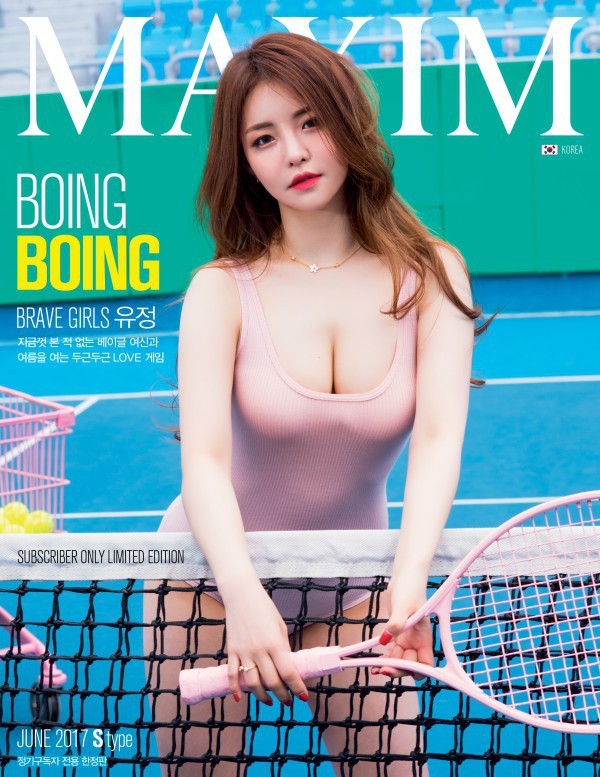 MAXIM
KOREA
BOING
BOING
BRAVE GIRLS 유정
지금껏 본 적 없는 베이글 여신과
여름을 여는 두근두근 LOVE 게임
SUBSCRIBER ONLY LIMITED EDITION
JUNE 2017 S type
정기구독자 전용 한정판